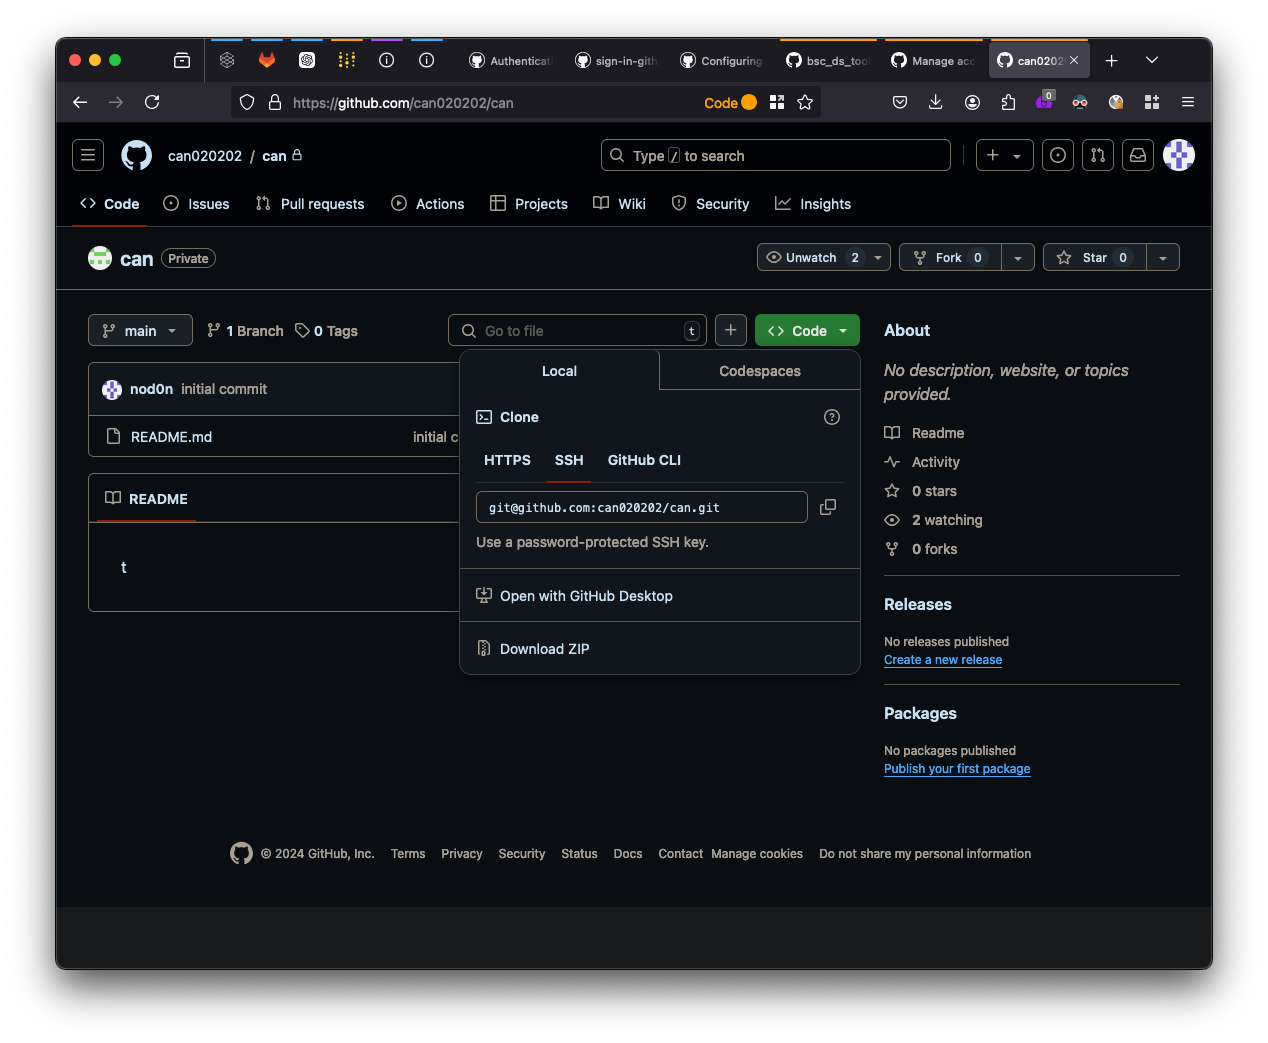 Authenticati
sign-in-gith
Configuring
bsc_ds_tool
Manage acc
can0202
https://github.com/can020202/can
Code
0
can020202 / can
Type / to search
Code
Issues
Pull requests
Actions
Projects
Wiki
Security
Insights
can Private
Unwatch 2
Fork 0
Star 0
main
1 Branch
0 Tags
Go to file t
Code
nod0n initial commit
README.md initial c
README
t
Local
Codespaces
Clone
HTTPS
SSH
GitHub CLI
git@github.com:can020202/can.git
Use a password-protected SSH key.
Open with GitHub Desktop
Download ZIP
About
No description, website, or topics
provided.
Readme
Activity
0 stars
2 watching
0 forks
Releases
No releases published
Create a new release
Packages
No packages published
Publish your first package
© 2024 GitHub, Inc. Terms Privacy Security Status Docs Contact Manage cookies Do not share my personal information